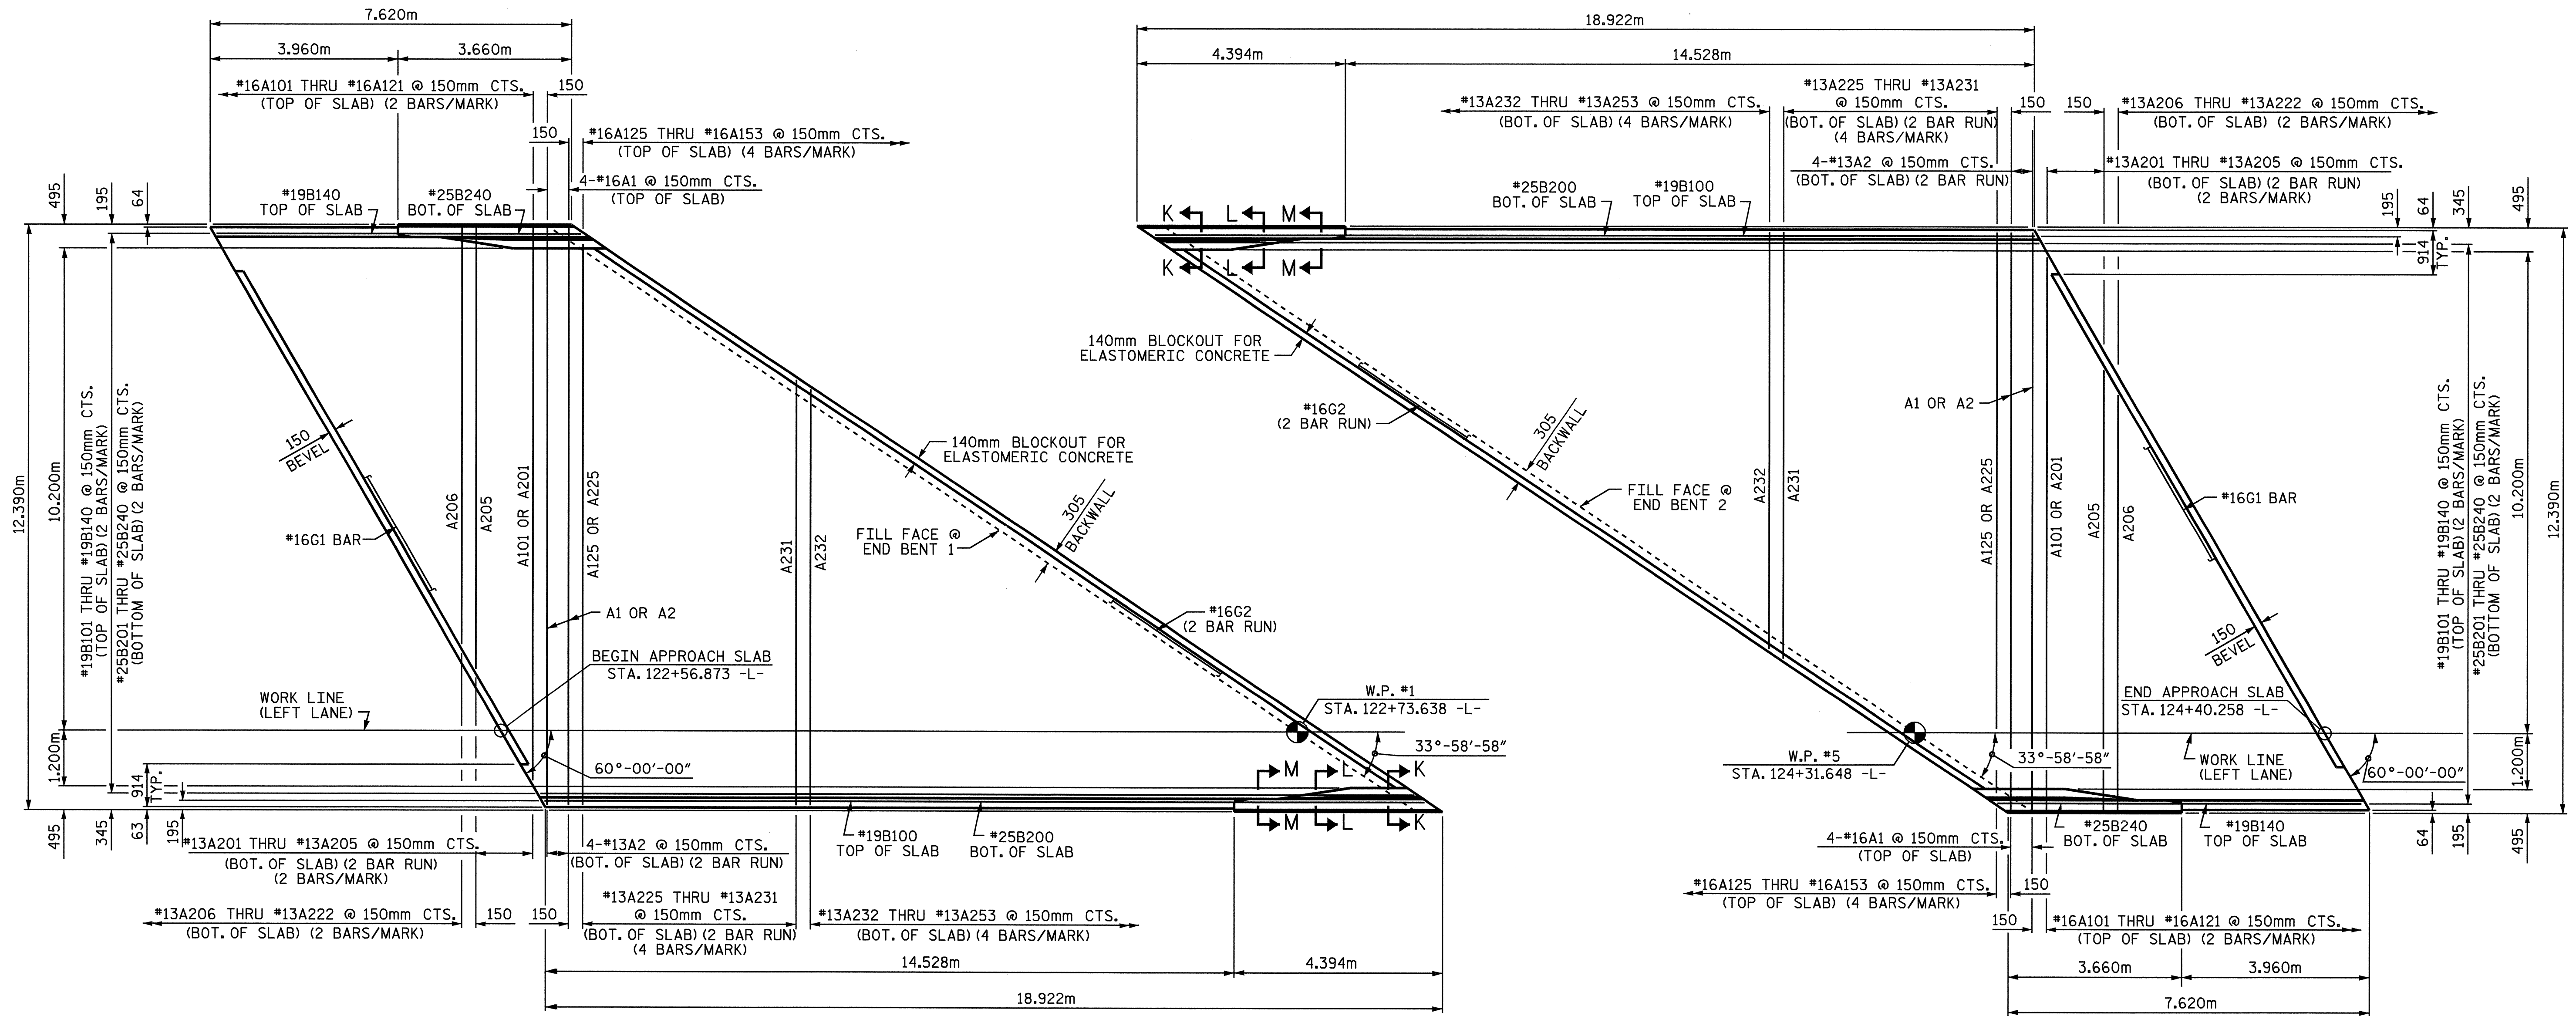 7.620m
3.960m
3.660m
#16A101 THRU #16A121 @ 150mm CTS.
(TOP OF SLAB) (2 BARS/MARK)
150
150
#16A125 THRU #16A153 @ 150mm CTS.
(TOP OF SLAB) (4 BARS/MARK)
4-#16A1 @ 150mm CTS.
(TOP OF SLAB)
495
195
64
#19B140
TOP OF SLAB
#25B240
BOT. OF SLAB
12.390m
10.200m
#19B101 THRU #19B140 @ 150mm CTS.
(TOP OF SLAB) (2 BARS/MARK)
#25B201 THRU #25B240 @ 150mm CTS.
(BOTTOM OF SLAB) (2 BARS/MARK)
150
BEVEL
#16G1 BAR
A206
A205
A101 OR A201
A125 OR A225
A231
A232
140mm BLOCKOUT FOR
ELASTOMERIC CONCRETE
305
BACKWALL
FILL FACE @
END BENT 1
#16G2
(2 BAR RUN)
A1 OR A2
BEGIN APPROACH SLAB
STA. 122+56.873 -L-
WORK LINE
(LEFT LANE)
W.P. #1
STA. 122+73.638 -L-
33°-58'-58"
60°-00'-00"
1.200m
914
TYP.
495
345
63
195
M
L
K
M
L
K
#13A201 THRU #13A205 @ 150mm CTS.
(BOT. OF SLAB) (2 BAR RUN)
(2 BARS/MARK)
4-#13A2 @ 150mm CTS.
(BOT. OF SLAB) (2 BAR RUN)
#19B100
TOP OF SLAB
#25B200
BOT. OF SLAB
#13A206 THRU #13A222 @ 150mm CTS.
(BOT. OF SLAB) (2 BARS/MARK)
150
150
#13A225 THRU #13A231
@ 150mm CTS.
(BOT. OF SLAB) (2 BAR RUN)
(4 BARS/MARK)
#13A232 THRU #13A253 @ 150mm CTS.
(BOT. OF SLAB) (4 BARS/MARK)
14.528m
4.394m
18.922m
18.922m
4.394m
14.528m
#13A232 THRU #13A253 @ 150mm CTS.
(BOT. OF SLAB) (4 BARS/MARK)
#13A225 THRU #13A231
@ 150mm CTS.
(BOT. OF SLAB) (2 BAR RUN)
(4 BARS/MARK)
150
150
#13A206 THRU #13A222 @ 150mm CTS.
(BOT. OF SLAB) (2 BARS/MARK)
4-#13A2 @ 150mm CTS.
(BOT. OF SLAB) (2 BAR RUN)
#13A201 THRU #13A205 @ 150mm CTS.
(BOT. OF SLAB) (2 BAR RUN)
(2 BARS/MARK)
#25B200
BOT. OF SLAB
#19B100
TOP OF SLAB
K
L
M
K
L
M
195
64
345
495
914
TYP.
140mm BLOCKOUT FOR
ELASTOMERIC CONCRETE
#16G2
(2 BAR RUN)
305
BACKWALL
FILL FACE @
END BENT 2
A1 OR A2
A232
A231
A125 OR A225
A101 OR A201
A205
A206
#16G1 BAR
150
BEVEL
#19B101 THRU #19B140 @ 150mm CTS.
(TOP OF SLAB) (2 BARS/MARK)
#25B201 THRU #25B240 @ 150mm CTS.
(BOTTOM OF SLAB) (2 BARS/MARK)
10.200m
12.390m
END APPROACH SLAB
STA. 124+40.258 -L-
W.P. #5
STA. 124+31.648 -L-
33°-58'-58"
WORK LINE
(LEFT LANE)
60°-00'-00"
1.200m
#25B240
BOT. OF SLAB
#19B140
TOP OF SLAB
64
195
495
4-#16A1 @ 150mm CTS.
(TOP OF SLAB)
#16A125 THRU #16A153 @ 150mm CTS.
(TOP OF SLAB) (4 BARS/MARK)
150
150
#16A101 THRU #16A121 @ 150mm CTS.
(TOP OF SLAB) (2 BARS/MARK)
3.660m
3.960m
7.620m